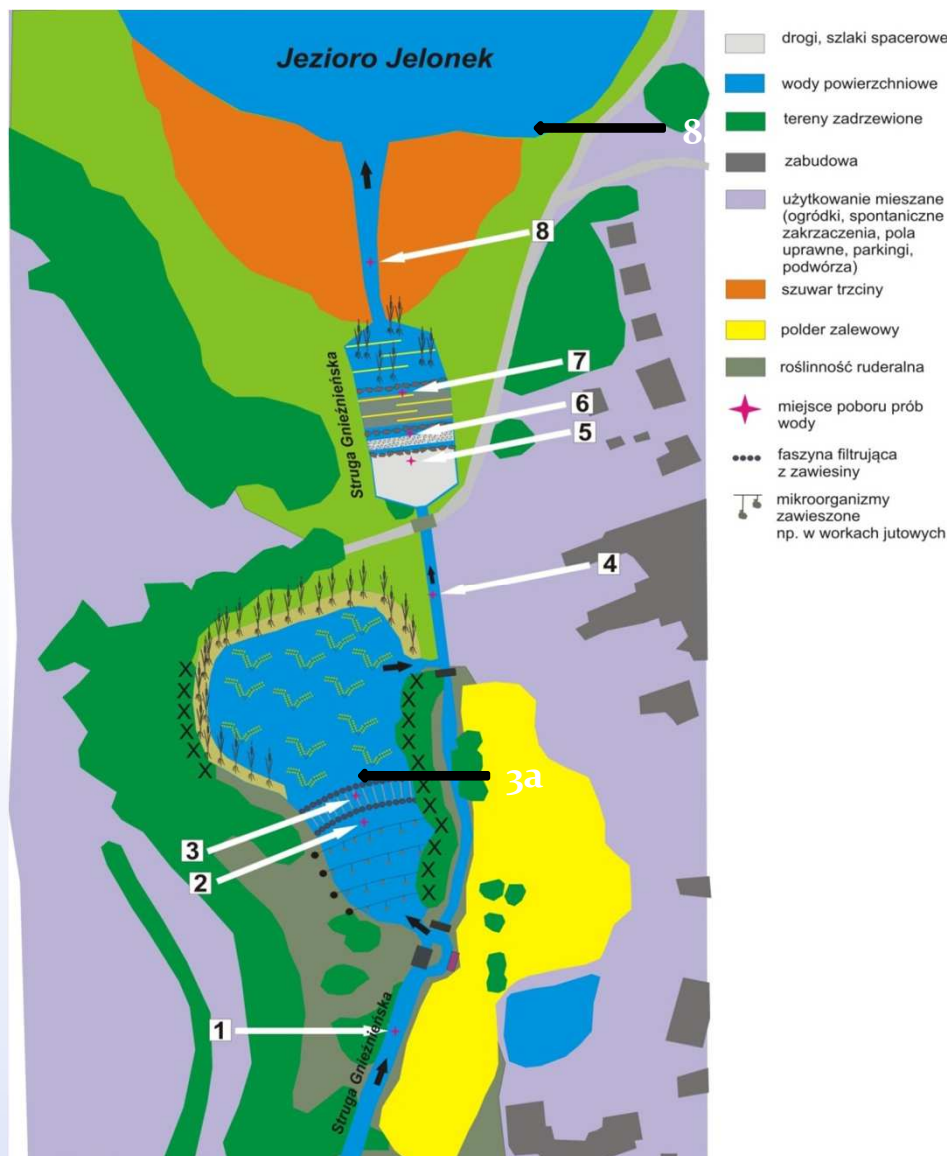 Jezioro Jelonek
8
8
Struga Gnieźnieńska
7
6
5
4
3a
3
2
1
Struga Gnieźnieńska
drogi, szlaki spacerowe
wody powierzchniowe
tereny zadrzewione
zabudowa
użytkowanie mieszane
(ogródki, spontaniczne
zakrzaczenia, pola
uprawne, parkingi,
podwórza)
szuwar trzciny
polder zalewowy
roślinność ruderalna
miejsce poboru prób
wody
faszyna filtrująca
z zawiesiny
mikroorganizmy
zawieszone
np. w workach jutowych